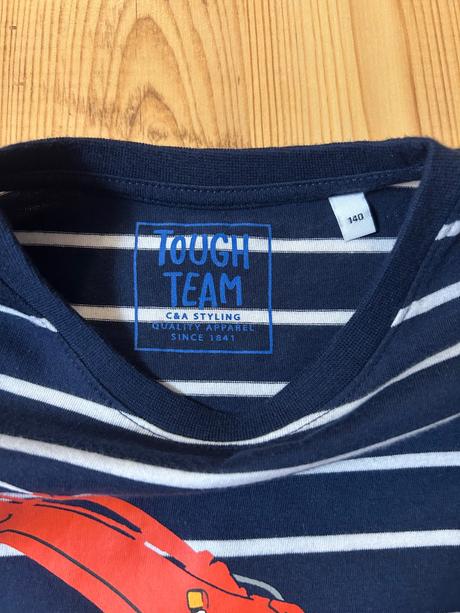 TOUGH
TEAM
C&A STYLING
QUALITY APPAREL
SINCE 1841
140